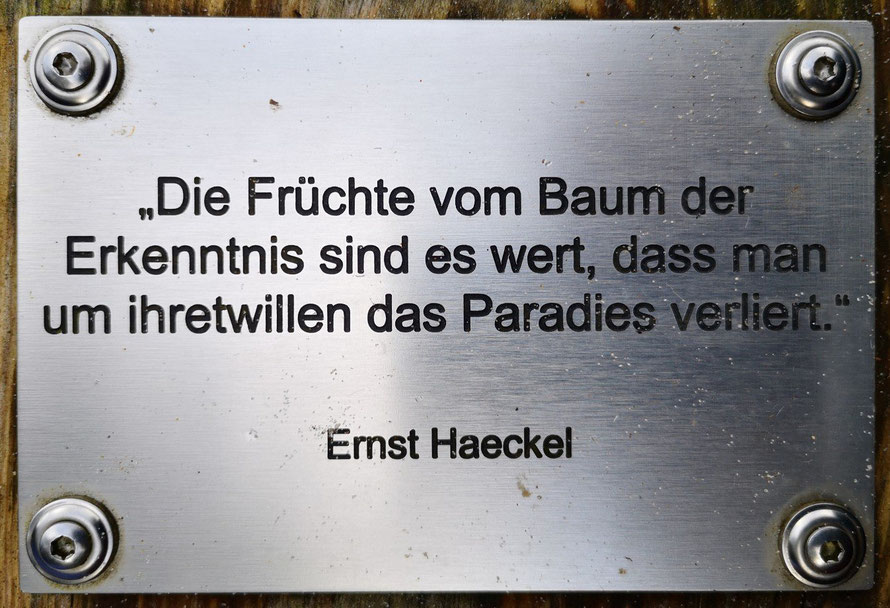 „Die Früchte vom Baum der
Erkenntnis sind es wert, dass man
um ihretwillen das Paradies verliert.“
Ernst Haeckel